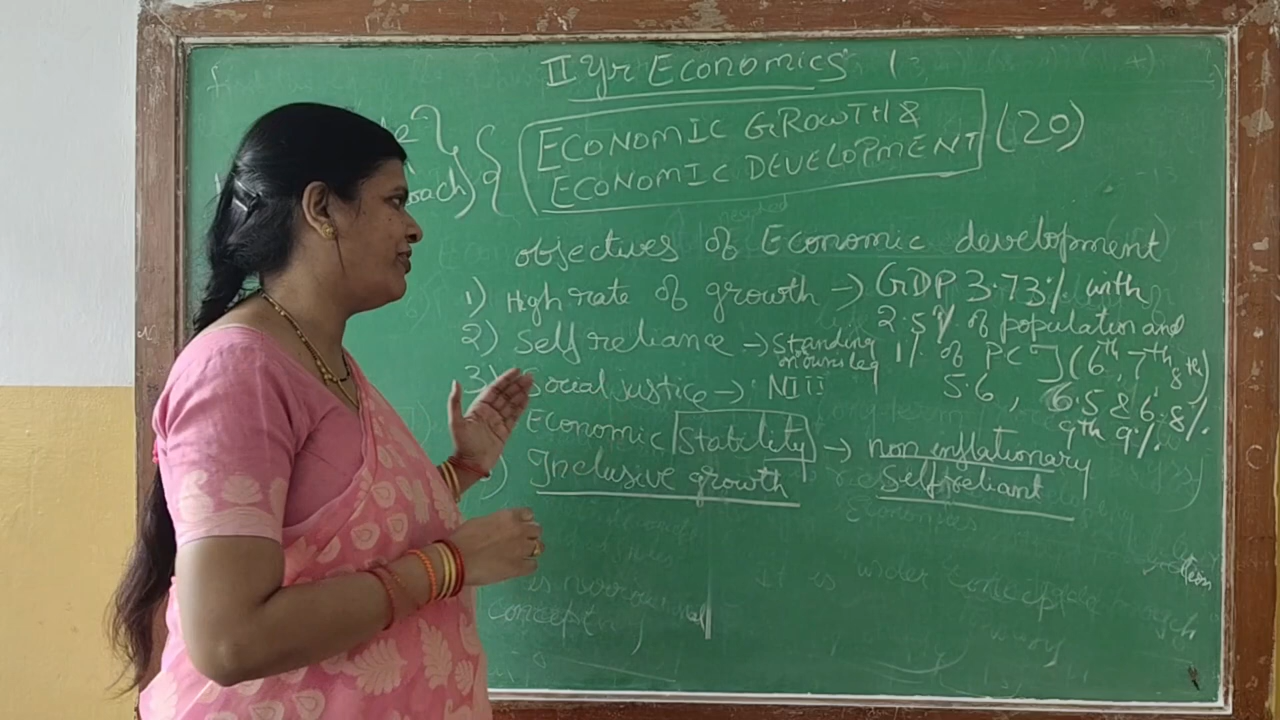 II Yr Economics
ECONOMIC GROWTH &
ECONOMIC DEVELOPMENT (20)
objectives of Economic development
1) High rate of growth → GDP 3.73% with
2.5% of population and
2) Self reliance → Standing
on own leg
1% of PCI (6th, 7th, 8th)
5.6, 6.5 & 6.8%
9th 9%
3) Social justice →
Economic Stability → non inflationary
) Inclusive growth
Self reliant
concept